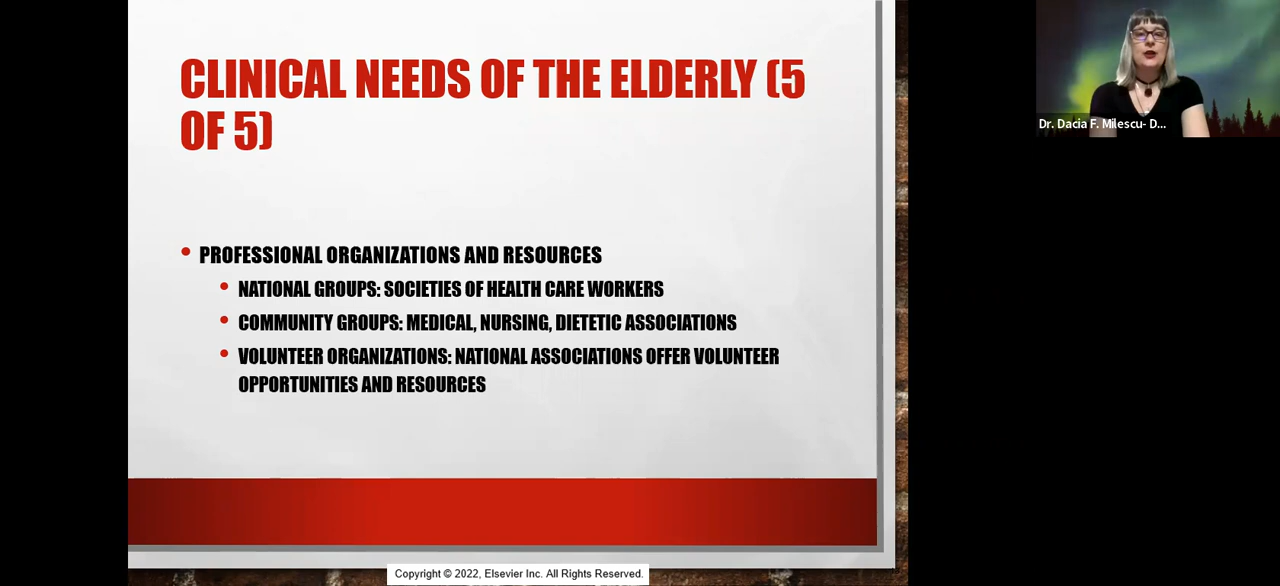 CLINICAL NEEDS OF THE ELDERLY (5
OF 5)
Dr. Dacia F. Milescu- D...
• PROFESSIONAL ORGANIZATIONS AND RESOURCES
• NATIONAL GROUPS: SOCIETIES OF HEALTH CARE WORKERS
• COMMUNITY GROUPS: MEDICAL, NURSING, DIETETIC ASSOCIATIONS
• VOLUNTEER ORGANIZATIONS: NATIONAL ASSOCIATIONS OFFER VOLUNTEER
OPPORTUNITIES AND RESOURCES
Copyright © 2022, Elsevier Inc. All Rights Reserved.